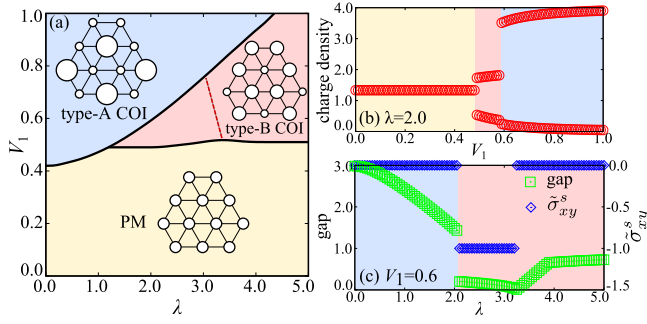 (a)
type-A COI
type-B COI
PM
V₁
1.0
0.8
0.6
0.4
0.2
0.0
0.0 1.0 2.0 3.0 4.0 5.0
λ
charge density
4.0
3.0
2.0
1.0
0.0
(b) λ=2.0
0.0 0.2 0.4 0.6 0.8 1.0
V₁
gap
3.0
2.0
1.0
0.0
gap
σ̃ˢxy
(c) V₁=0.6
0.0
-0.5
-1.0
-1.5
σ̃ˢxy
0.0 1.0 2.0 3.0 4.0 5.0
λ